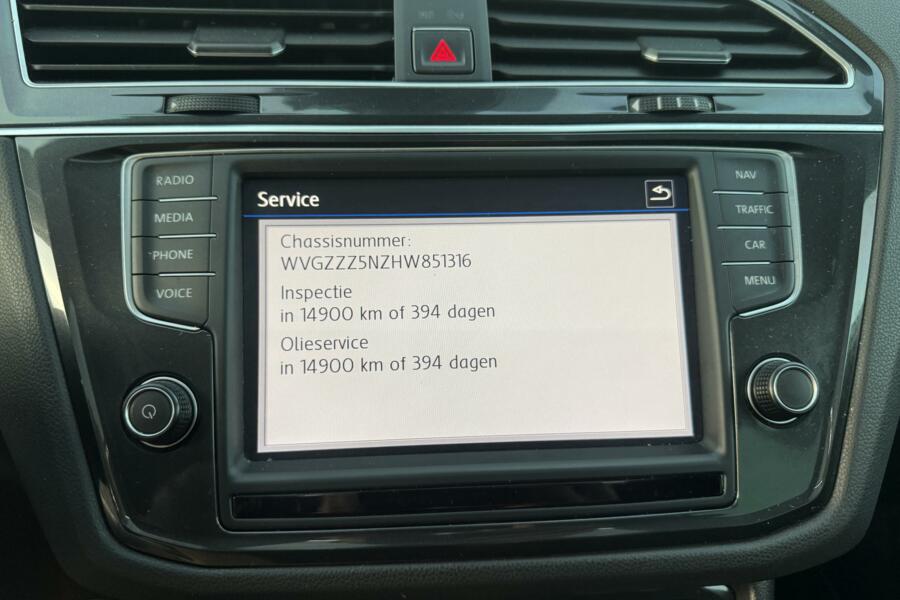 Service
RADIO
MEDIA
PHONE
VOICE
Chassisnummer:
WVGZZZ5NZHW851316
Inspectie
in 14900 km of 394 dagen
Olieservice
in 14900 km of 394 dagen
NAV
TRAFFIC
CAR
MENU